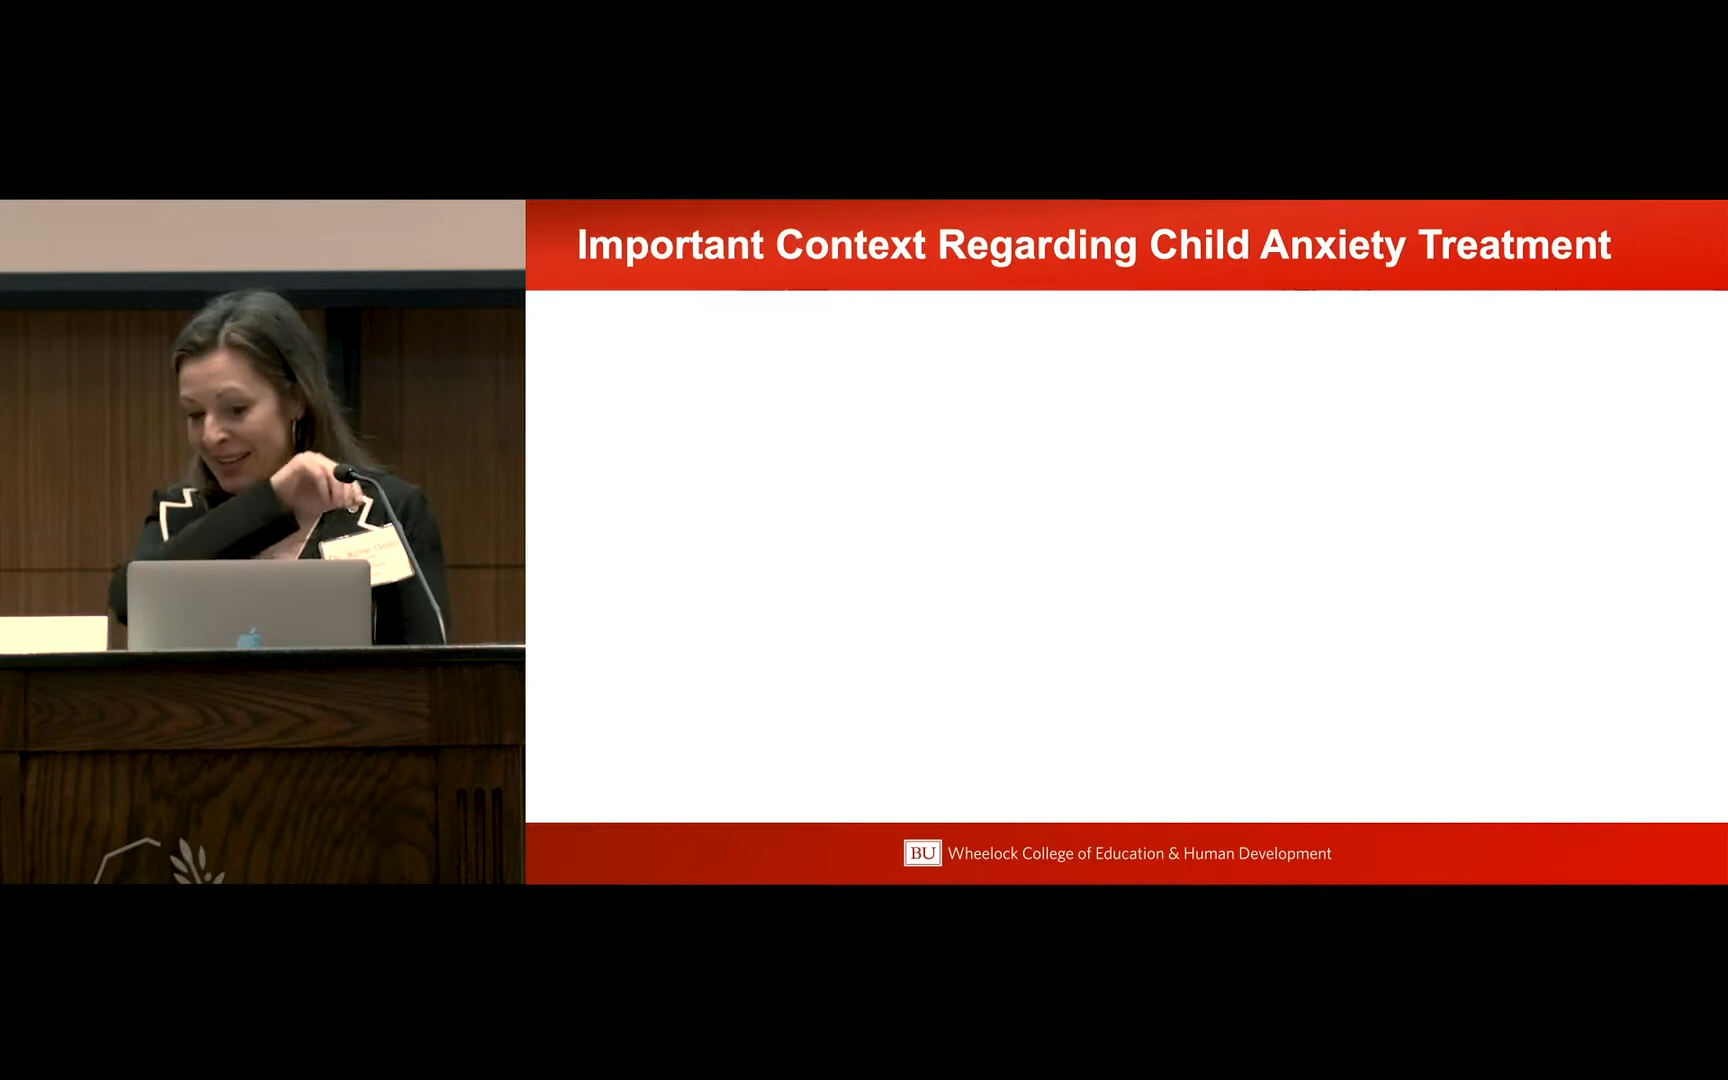 Important Context Regarding Child Anxiety Treatment
BU Wheelock College of Education & Human Development